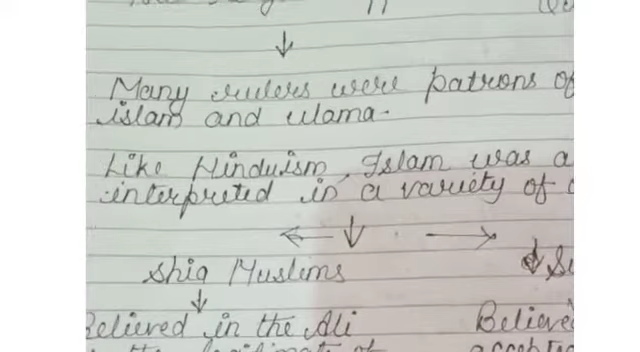 Many rulers were patrons of
islam and ulama.
Like Hinduism, Islam was a
interpreted in a variety of
Shia Muslims
Believed in the Ali
Believed